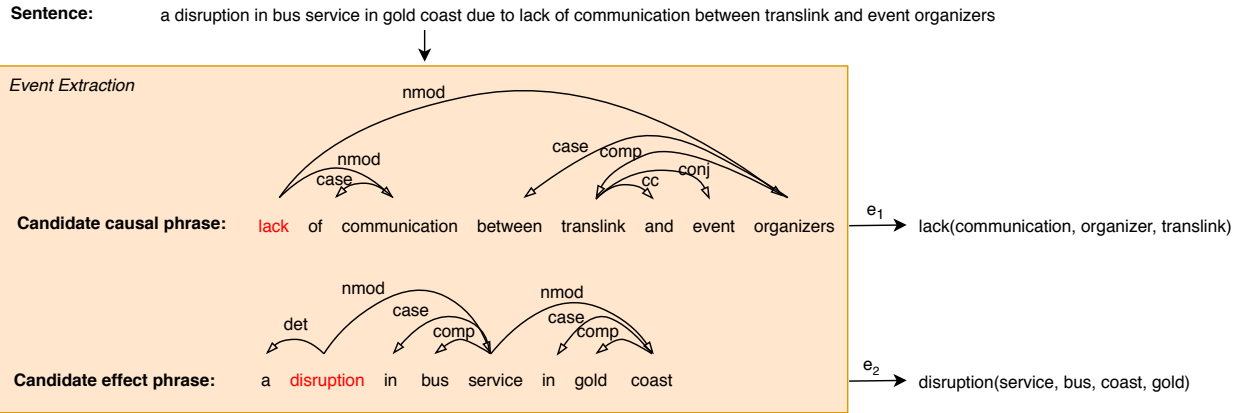 Sentence: a disruption in bus service in gold coast due to lack of communication between translink and event organizers
Event Extraction
nmod
case comp
nmod
case cc conj
Candidate causal phrase: lack of communication between translink and event organizers e1 lack(communication, organizer, translink)
nmod nmod
det case case
comp comp
Candidate effect phrase: a disruption in bus service in gold coast e2 disruption(service, bus, coast, gold)